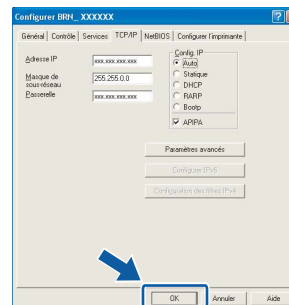 Configurer BRN_ XXXXXX
Général Contrôle Services TCP/IP NetBIOS Configurer l'imprimante
Adresse IP xxx.xxx.xxx.xxx
Masque de sous-réseau 255.255.0.0
Passerelle xxx.xxx.xxx.xxx
Config. IP
Auto
Statique
DHCP
RARP
Bootp
APIPA
Paramètres avancés
Configurer IPv6
Configuration des filtres IPv4
OK Annuler Aide